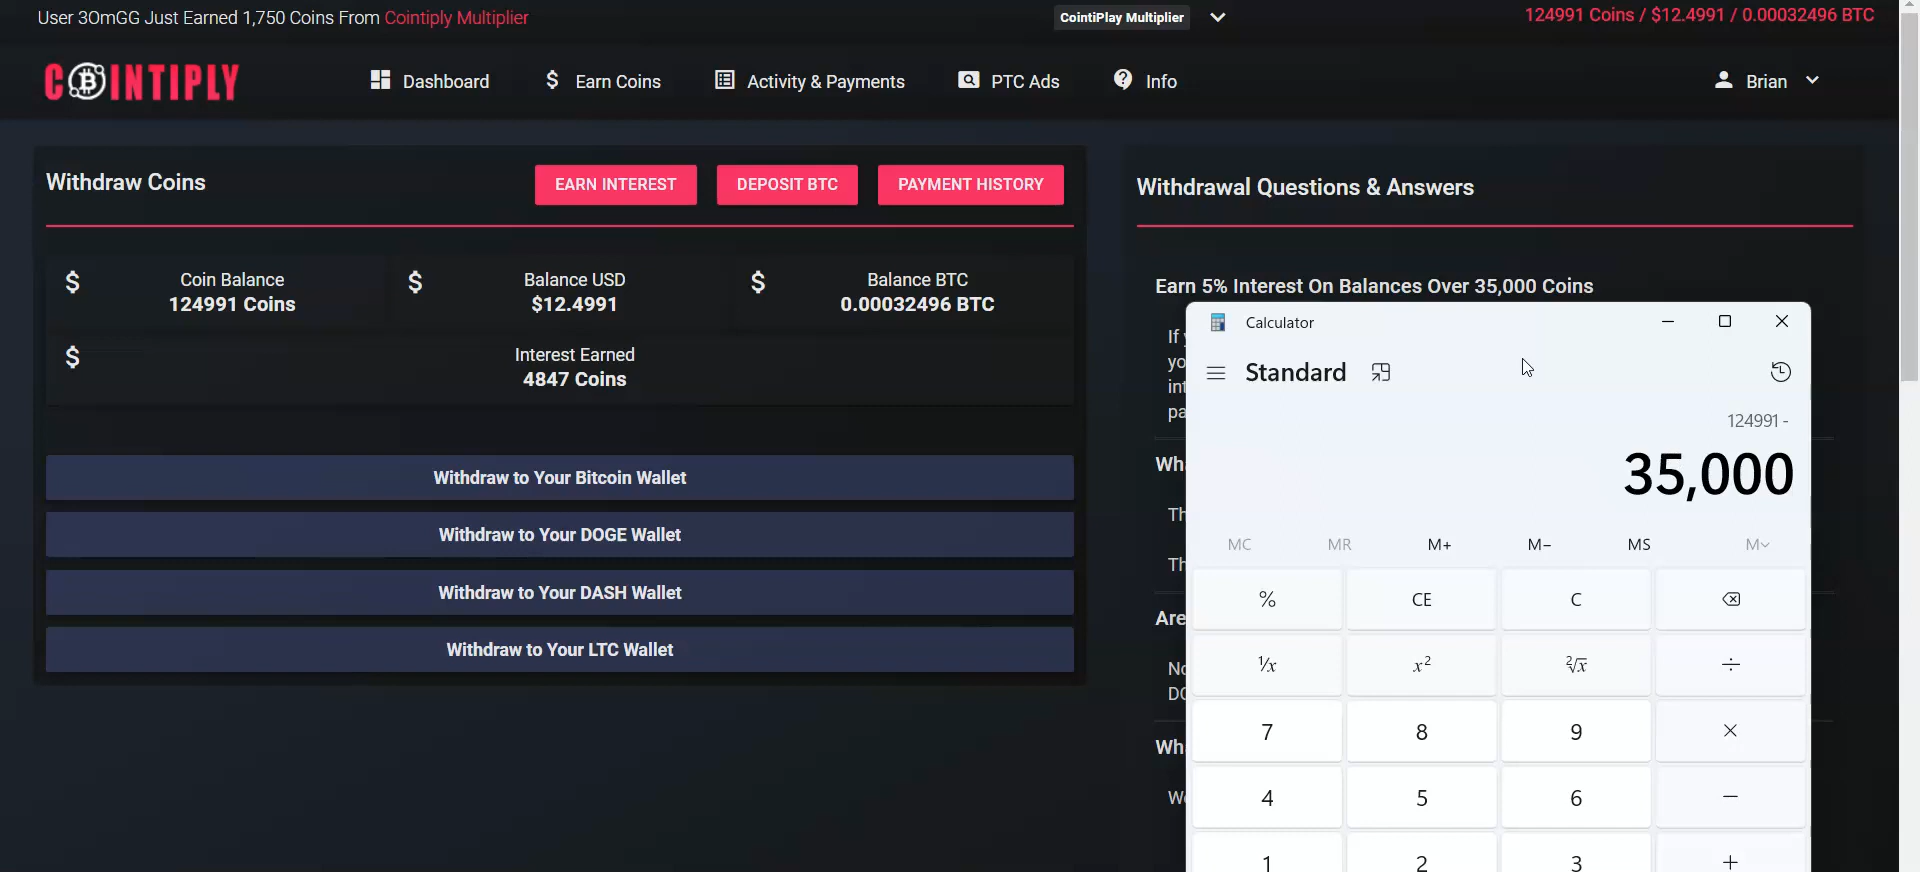 User 3OmGG Just Earned 1,750 Coins From Cointiply Multiplier
CointiPlay Multiplier
124991 Coins / $12.4991 / 0.00032496 BTC
COINTIPLY
Dashboard
$ Earn Coins
Activity & Payments
PTC Ads
Info
Brian
Withdraw Coins
EARN INTEREST
DEPOSIT BTC
PAYMENT HISTORY
$ Coin Balance
124991 Coins
$ Balance USD
$12.4991
$ Balance BTC
0.00032496 BTC
$ Interest Earned
4847 Coins
Withdraw to Your Bitcoin Wallet
Withdraw to Your DOGE Wallet
Withdraw to Your DASH Wallet
Withdraw to Your LTC Wallet
Withdrawal Questions & Answers
Earn 5% Interest On Balances Over 35,000 Coins
Calculator
Standard
124991 -
35,000
MC MR M+ M− MS M
% CE C
¹/x x² ²√x ÷
7 8 9 ×
4 5 6 −
1 2 3 +